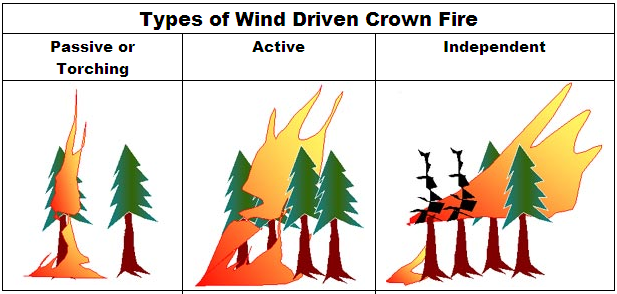 Types of Wind Driven Crown Fire
Passive or
Torching
Active
Independent